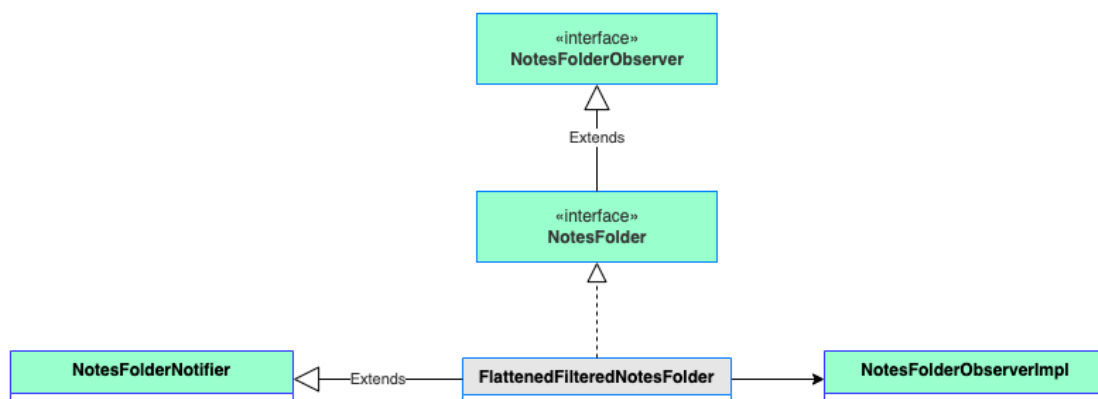 «interface»
NotesFolderObserver
Extends
«interface»
NotesFolder
NotesFolderNotifier
Extends
FlattenedFilteredNotesFolder
NotesFolderObserverImpl